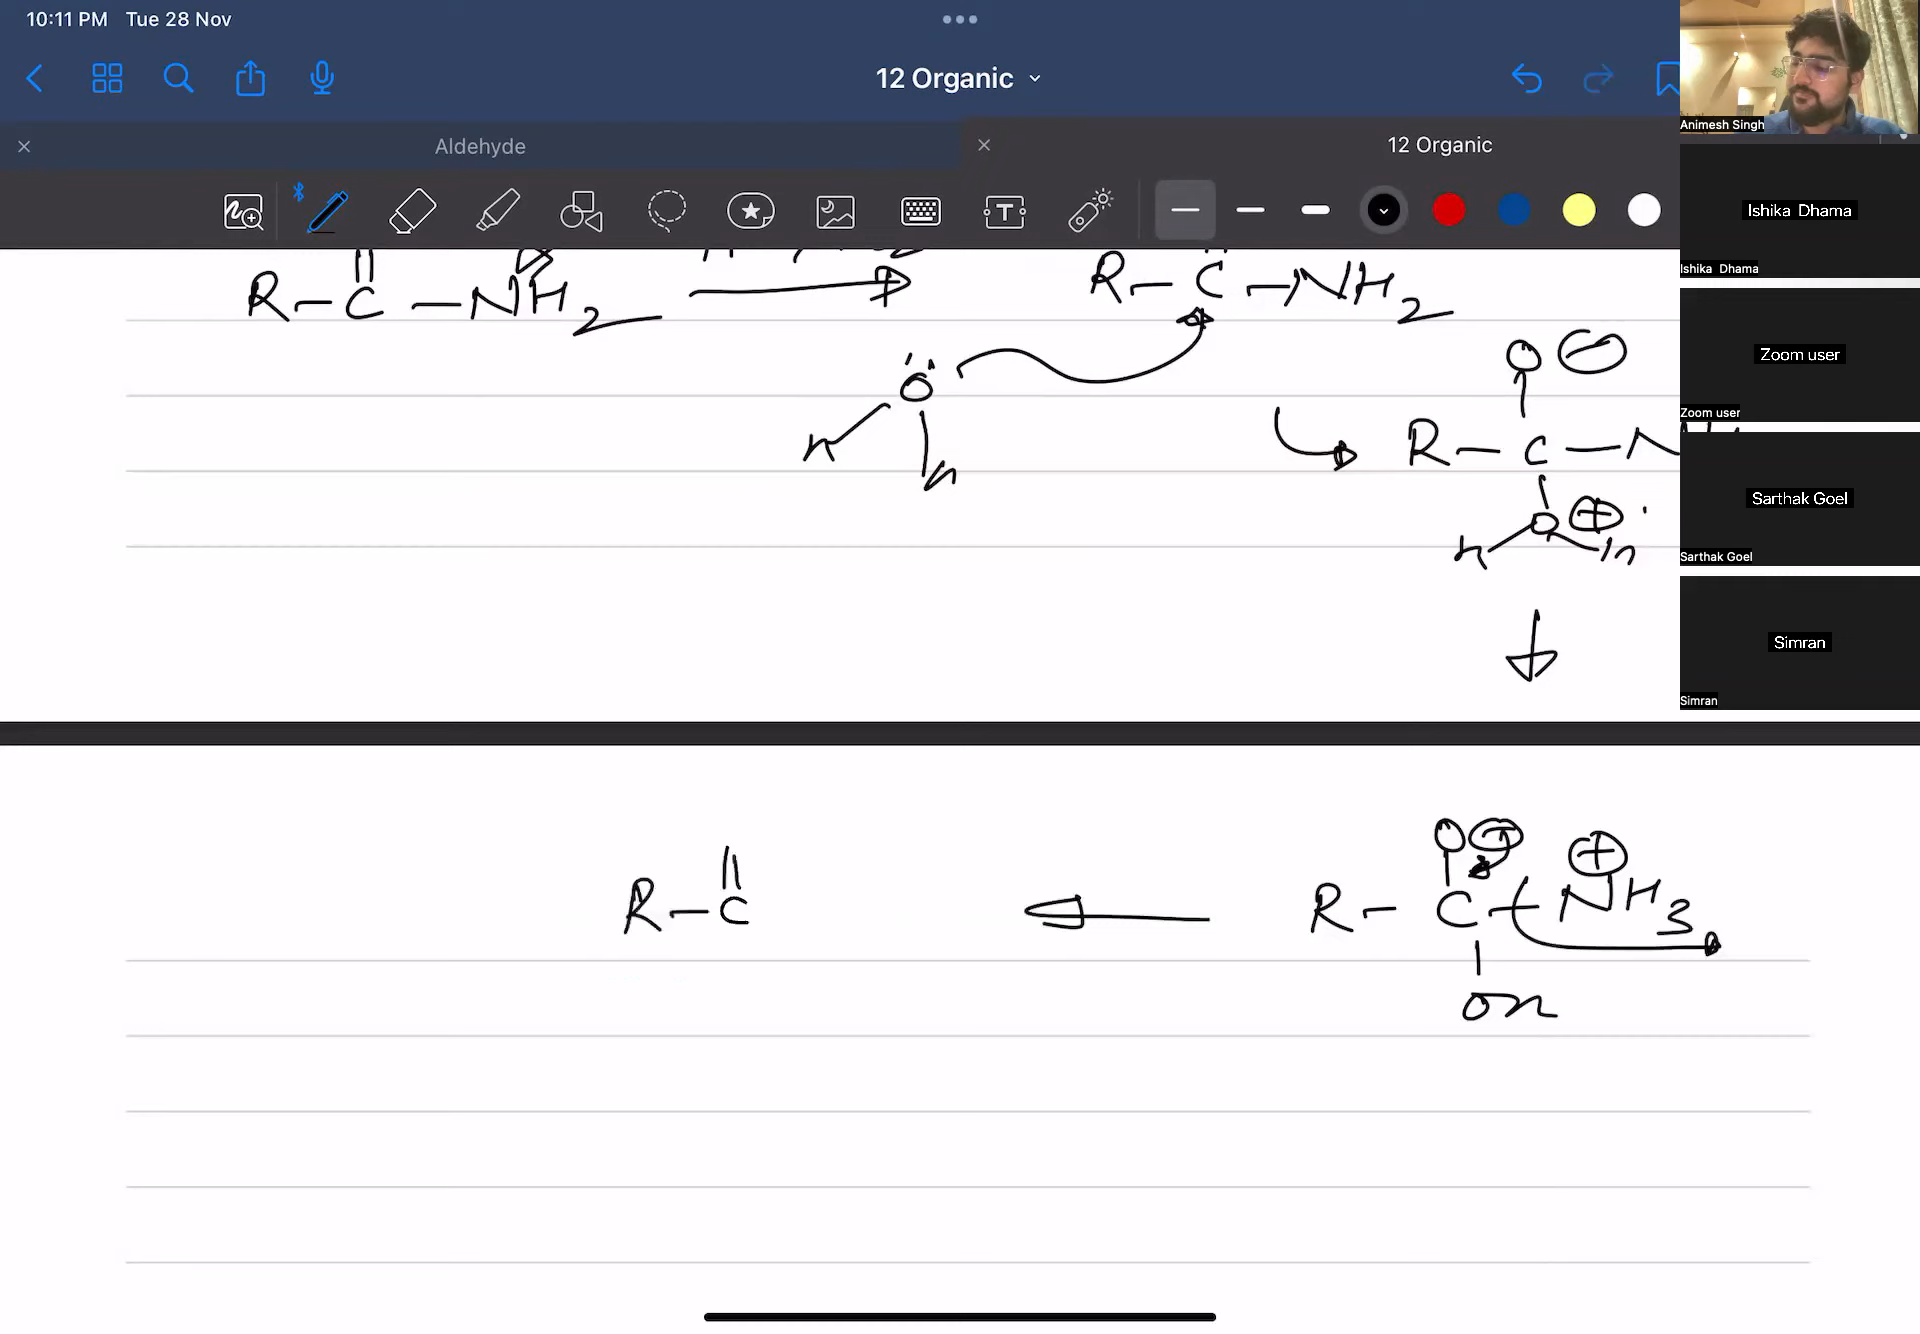 10:11 PM Tue 28 Nov
12 Organic
Aldehyde
12 Organic
T
Animesh Singh
Ishika Dhama
Ishika Dhama
Zoom user
Zoom user
Sarthak Goel
Sarthak Goel
Simran
Simran
R-C-NH2
R-C-NH2
O
H
H
O ⊖
R-C-N
O ⊕
H
H
O ⊖ ⊕
R-C R-C-NH3
OH